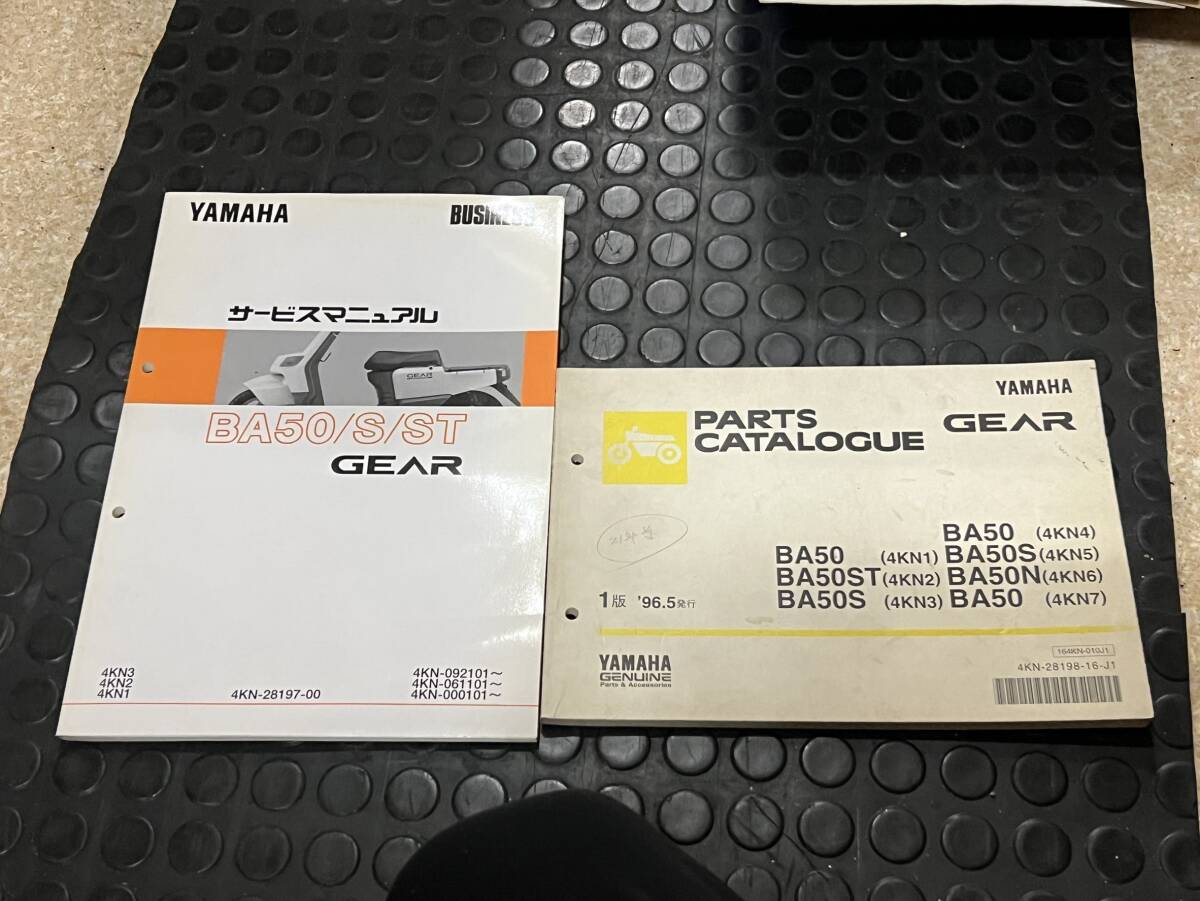 YAMAHA BUSINESS
サービスマニュアル
GEAR
BA50/S/ST
GEAR
4KN3 4KN-092101～
4KN2 4KN-061101～
4KN1 4KN-28197-00 4KN-000101～
YAMAHA
PARTS
CATALOGUE
GEAR
BA50 (4KN4)
BA50 (4KN1) BA50S (4KN5)
BA50ST (4KN2) BA50N (4KN6)
BA50S (4KN3) BA50 (4KN7)
1版 '96.5発行
YAMAHA
GENUINE
Parts & Accessories
164KN-010J1
4KN-28198-16-J1